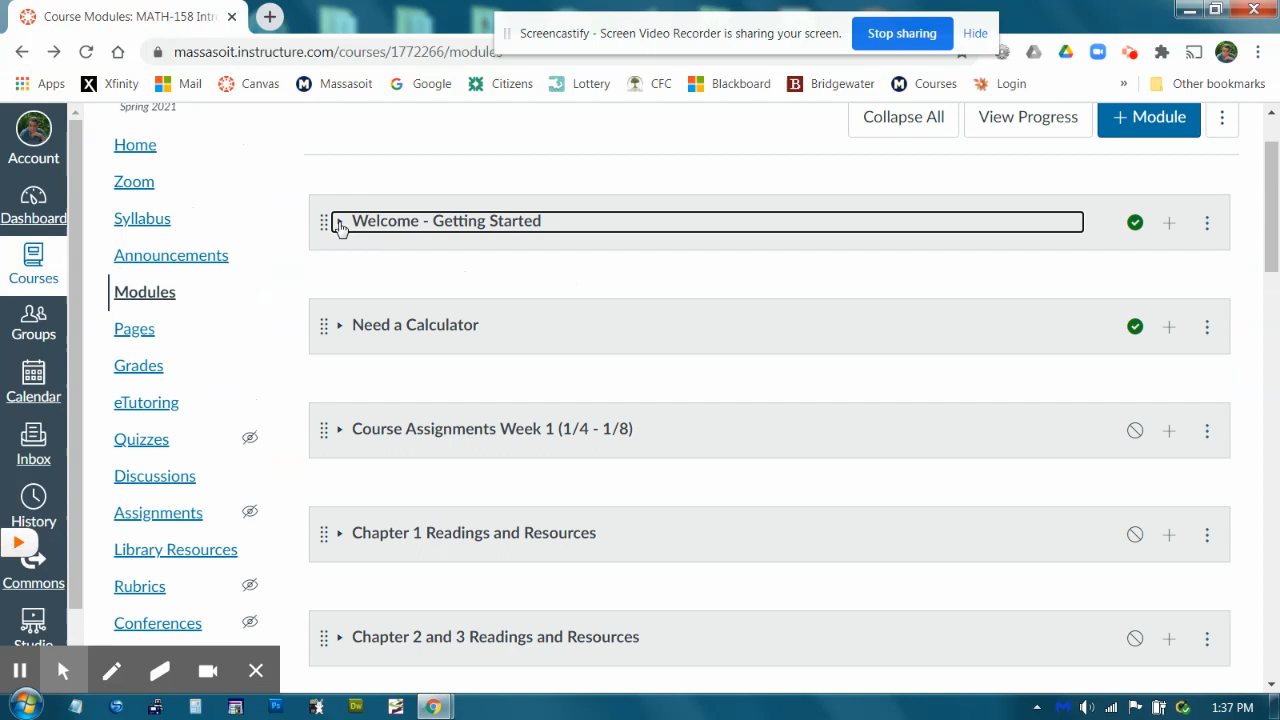 Course Modules: MATH-158 Intr
Screencastify - Screen Video Recorder is sharing your screen.
Stop sharing
Hide
massasoit.instructure.com/courses/1772266/modules
Apps
Xfinity
Mail
Canvas
Massasoit
Google
Citizens
Lottery
CFC
Blackboard
Bridgewater
Courses
Login
»
Other bookmarks
Spring 2021
Collapse All
View Progress
+ Module
Account
Dashboard
Courses
Groups
Calendar
Inbox
History
Commons
Studio
Home
Zoom
Syllabus
Announcements
Modules
Pages
Grades
eTutoring
Quizzes
Discussions
Assignments
Library Resources
Rubrics
Conferences
Welcome - Getting Started
Need a Calculator
Course Assignments Week 1 (1/4 - 1/8)
Chapter 1 Readings and Resources
Chapter 2 and 3 Readings and Resources
1:37 PM